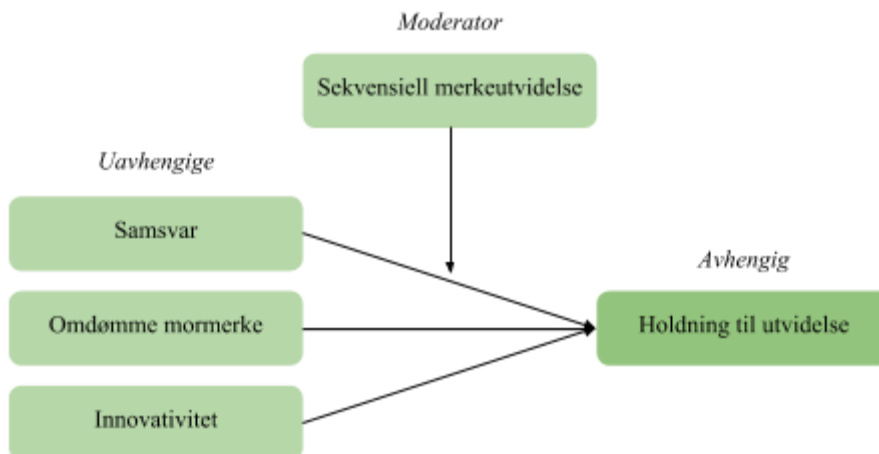 Moderator
Sekvensiell merkeutvidelse
Uavhengige
Samsvar
Avhengig
Omdømme mormerke
Holdning til utvidelse
Innovativitet